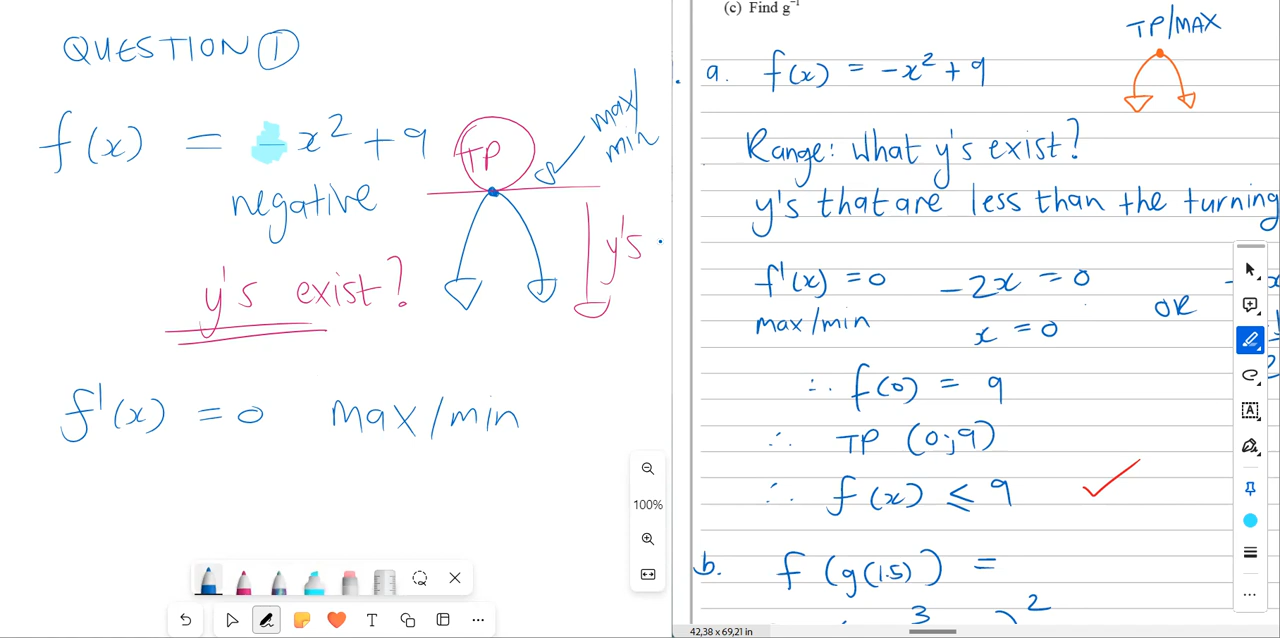 QUESTION 1
f(x) = -x² + 9
negative
TP
max/
min
y's
y's exist?
f'(x) = 0 max/min
100%
T
(c) Find g⁻¹
TP/MAX
a. f(x) = -x² + 9
Range: What y's exist?
y's that are less than the turning
f'(x) = 0 -2x = 0
OR
max/min x = 0
∴ f(0) = 9
∴ TP (0;9)
∴ f(x) ≤ 9
b. f(g(1.5)) =
3 )²
42,38 x 69,21 in